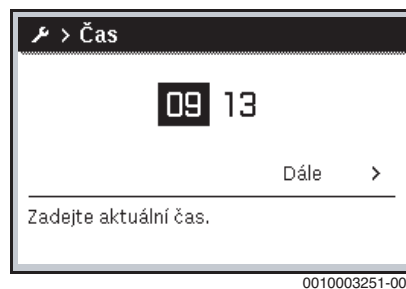 > Čas
09 13
Dále >
Zadejte aktuální čas.
0010003251-00